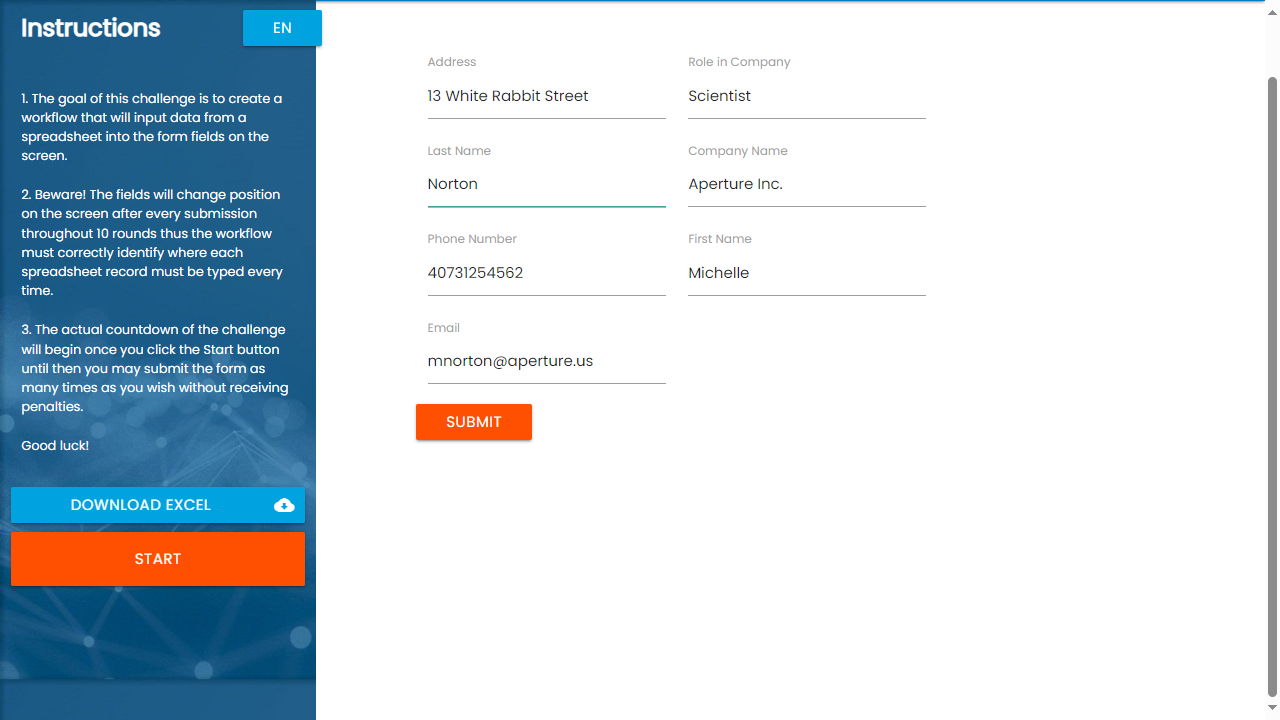 Instructions
EN
1. The goal of this challenge is to create a
workflow that will input data from a
spreadsheet into the form fields on the
screen.
2. Beware! The fields will change position
on the screen after every submission
throughout 10 rounds thus the workflow
must correctly identify where each
spreadsheet record must be typed every
time.
3. The actual countdown of the challenge
will begin once you click the Start button
until then you may submit the form as
many times as you wish without receiving
penalties.
Good luck!
DOWNLOAD EXCEL
START
Address
13 White Rabbit Street
Role in Company
Scientist
Last Name
Norton
Company Name
Aperture Inc.
Phone Number
40731254562
First Name
Michelle
Email
mnorton@aperture.us
SUBMIT